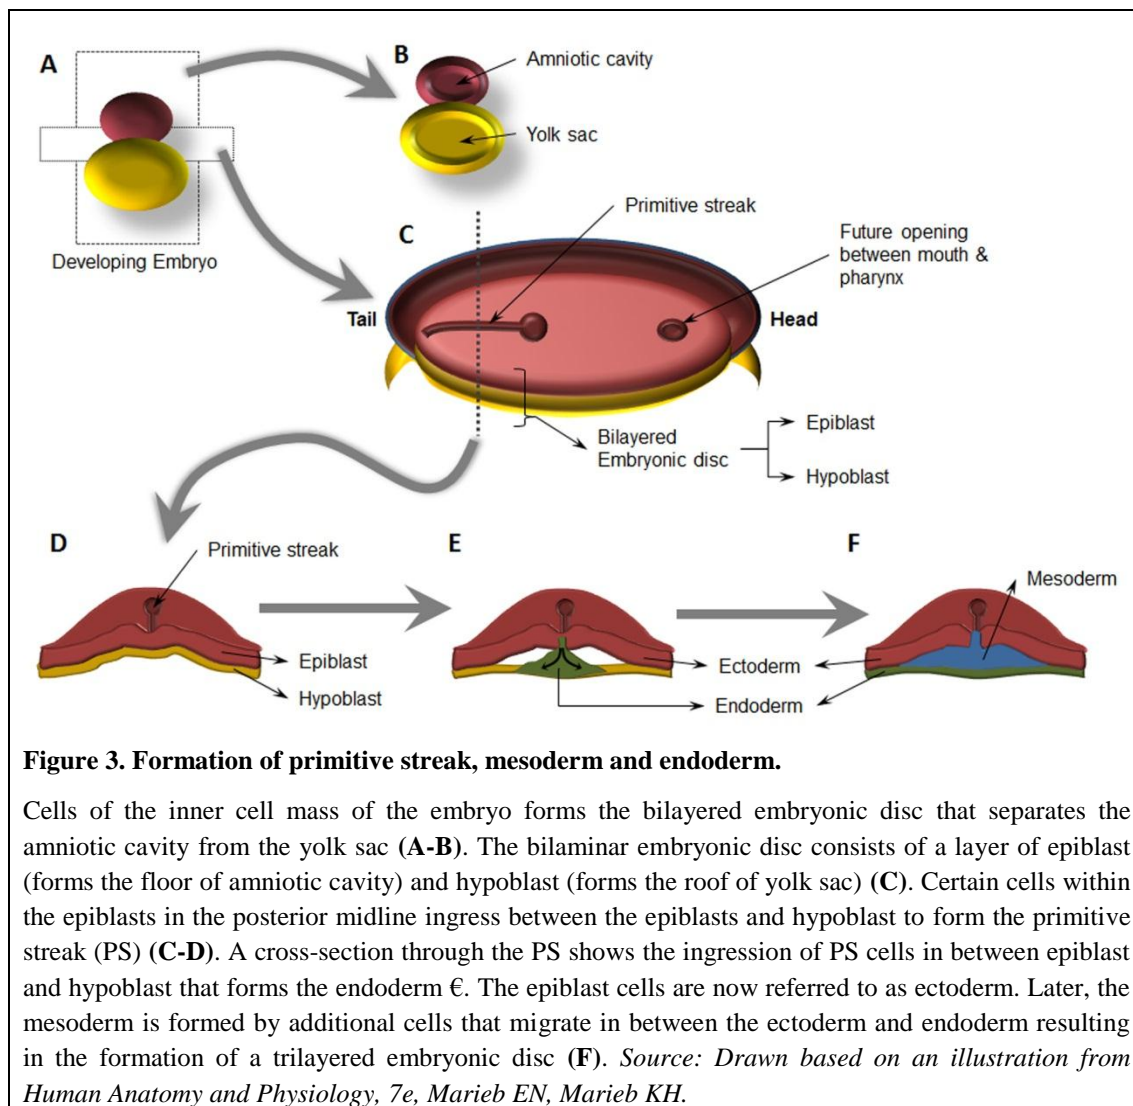 A
B
Amniotic cavity
Yolk sac
Developing Embryo
C
Primitive streak
Future opening
between mouth &
pharynx
Tail
Head
Bilayered
Embryonic disc
Epiblast
Hypoblast
D
Primitive streak
Epiblast
Hypoblast
E
F
Mesoderm
Ectoderm
Endoderm
Figure 3. Formation of primitive streak, mesoderm and endoderm.
Cells of the inner cell mass of the embryo forms the bilayered embryonic disc that separates the
amniotic cavity from the yolk sac (A-B). The bilaminar embryonic disc consists of a layer of epiblast
(forms the floor of amniotic cavity) and hypoblast (forms the roof of yolk sac) (C). Certain cells within
the epiblasts in the posterior midline ingress between the epiblasts and hypoblast to form the primitive
streak (PS) (C-D). A cross-section through the PS shows the ingression of PS cells in between epiblast
and hypoblast that forms the endoderm €. The epiblast cells are now referred to as ectoderm. Later, the
mesoderm is formed by additional cells that migrate in between the ectoderm and endoderm resulting
in the formation of a trilayered embryonic disc (F). Source: Drawn based on an illustration from
Human Anatomy and Physiology, 7e, Marieb EN, Marieb KH.